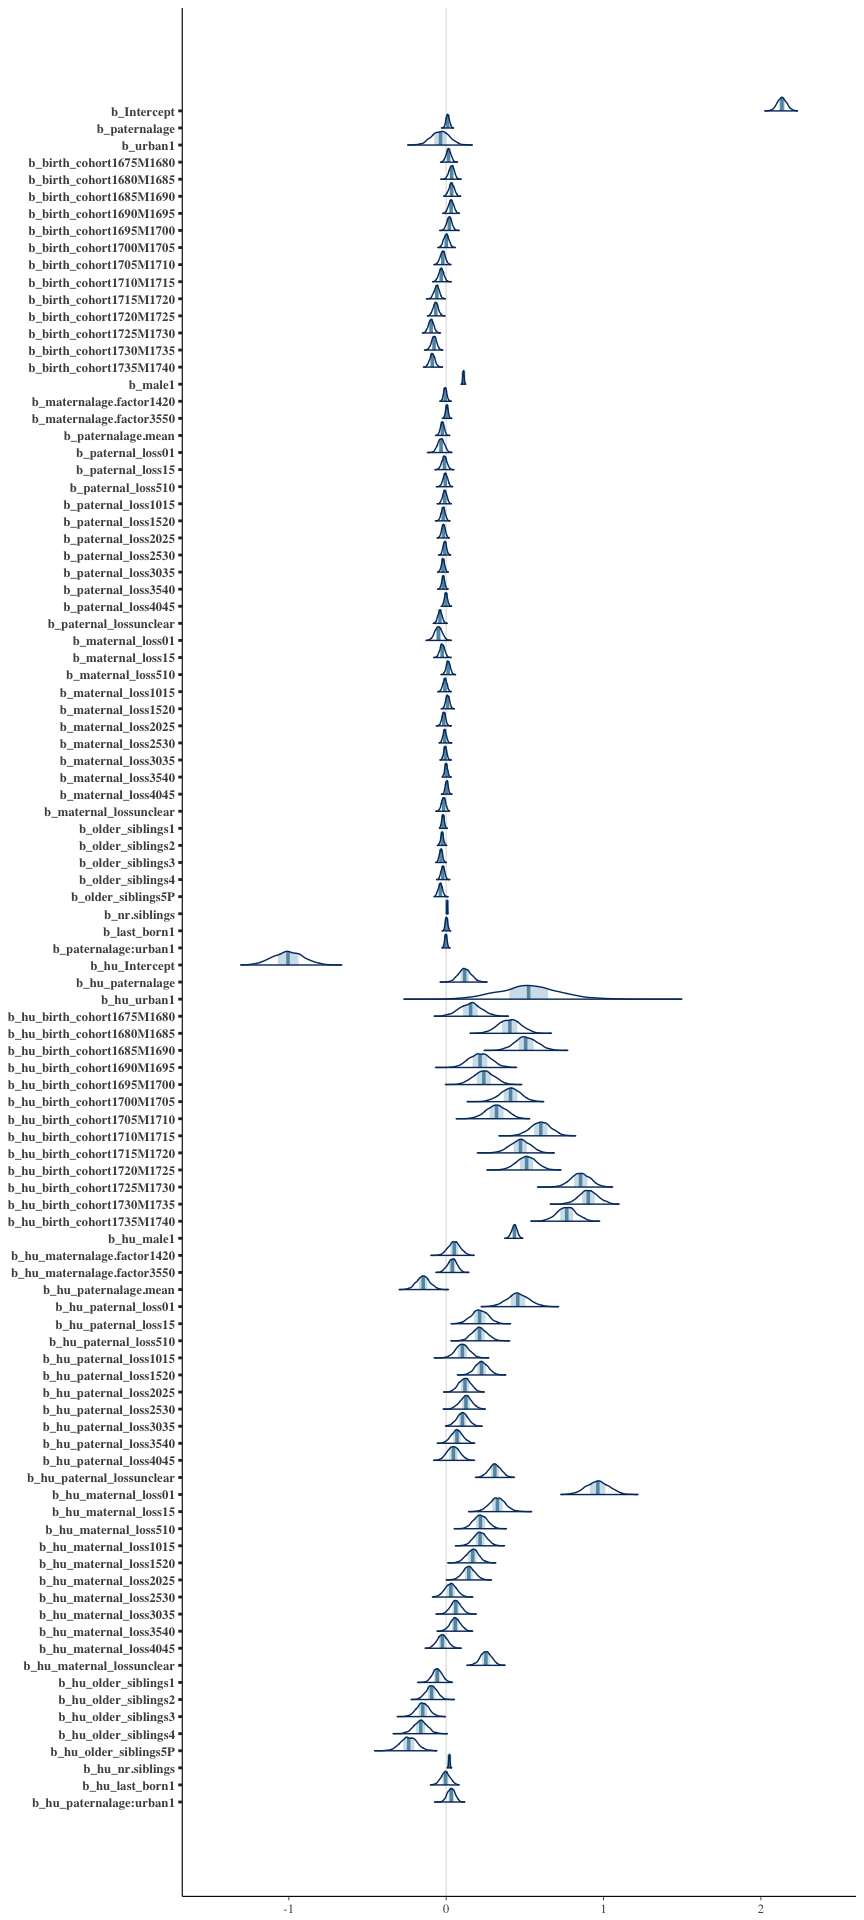 b_Intercept
b_paternalage
b_urban1
b_birth_cohort1675M1680
b_birth_cohort1680M1685
b_birth_cohort1685M1690
b_birth_cohort1690M1695
b_birth_cohort1695M1700
b_birth_cohort1700M1705
b_birth_cohort1705M1710
b_birth_cohort1710M1715
b_birth_cohort1715M1720
b_birth_cohort1720M1725
b_birth_cohort1725M1730
b_birth_cohort1730M1735
b_birth_cohort1735M1740
b_male1
b_maternalage.factor1420
b_maternalage.factor3550
b_paternalage.mean
b_paternal_loss01
b_paternal_loss15
b_paternal_loss510
b_paternal_loss1015
b_paternal_loss1520
b_paternal_loss2025
b_paternal_loss2530
b_paternal_loss3035
b_paternal_loss3540
b_paternal_loss4045
b_paternal_lossunclear
b_maternal_loss01
b_maternal_loss15
b_maternal_loss510
b_maternal_loss1015
b_maternal_loss1520
b_maternal_loss2025
b_maternal_loss2530
b_maternal_loss3035
b_maternal_loss3540
b_maternal_loss4045
b_maternal_lossunclear
b_older_siblings1
b_older_siblings2
b_older_siblings3
b_older_siblings4
b_older_siblings5P
b_nr.siblings
b_last_born1
b_paternalage:urban1
b_hu_Intercept
b_hu_paternalage
b_hu_urban1
b_hu_birth_cohort1675M1680
b_hu_birth_cohort1680M1685
b_hu_birth_cohort1685M1690
b_hu_birth_cohort1690M1695
b_hu_birth_cohort1695M1700
b_hu_birth_cohort1700M1705
b_hu_birth_cohort1705M1710
b_hu_birth_cohort1710M1715
b_hu_birth_cohort1715M1720
b_hu_birth_cohort1720M1725
b_hu_birth_cohort1725M1730
b_hu_birth_cohort1730M1735
b_hu_birth_cohort1735M1740
b_hu_male1
b_hu_maternalage.factor1420
b_hu_maternalage.factor3550
b_hu_paternalage.mean
b_hu_paternal_loss01
b_hu_paternal_loss15
b_hu_paternal_loss510
b_hu_paternal_loss1015
b_hu_paternal_loss1520
b_hu_paternal_loss2025
b_hu_paternal_loss2530
b_hu_paternal_loss3035
b_hu_paternal_loss3540
b_hu_paternal_loss4045
b_hu_paternal_lossunclear
b_hu_maternal_loss01
b_hu_maternal_loss15
b_hu_maternal_loss510
b_hu_maternal_loss1015
b_hu_maternal_loss1520
b_hu_maternal_loss2025
b_hu_maternal_loss2530
b_hu_maternal_loss3035
b_hu_maternal_loss3540
b_hu_maternal_loss4045
b_hu_maternal_lossunclear
b_hu_older_siblings1
b_hu_older_siblings2
b_hu_older_siblings3
b_hu_older_siblings4
b_hu_older_siblings5P
b_hu_nr.siblings
b_hu_last_born1
b_hu_paternalage:urban1
-1 0 1 2